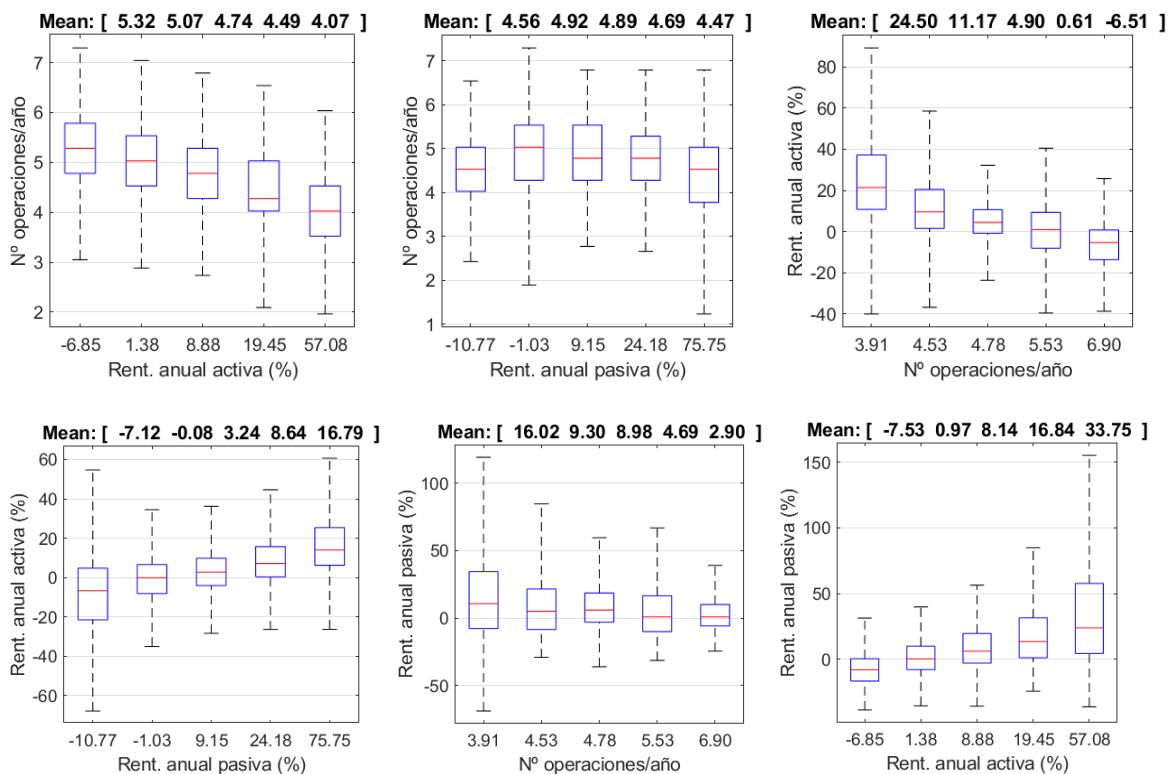 Mean: [ 5.32 5.07 4.74 4.49 4.07 ]
Nº operaciones/año
7
6
5
4
3
2
-6.85 1.38 8.88 19.45 57.08
Rent. anual activa (%)
Mean: [ 4.56 4.92 4.89 4.69 4.47 ]
Nº operaciones/año
7
6
5
4
3
2
1
-10.77 -1.03 9.15 24.18 75.75
Rent. anual pasiva (%)
Mean: [ 24.50 11.17 4.90 0.61 -6.51 ]
Rent. anual activa (%)
80
60
40
20
0
-20
-40
3.91 4.53 4.78 5.53 6.90
Nº operaciones/año
Mean: [ -7.12 -0.08 3.24 8.64 16.79 ]
Rent. anual activa (%)
60
40
20
0
-20
-40
-60
-10.77 -1.03 9.15 24.18 75.75
Rent. anual pasiva (%)
Mean: [ 16.02 9.30 8.98 4.69 2.90 ]
Rent. anual pasiva (%)
100
50
0
-50
3.91 4.53 4.78 5.53 6.90
Nº operaciones/año
Mean: [ -7.53 0.97 8.14 16.84 33.75 ]
Rent. anual pasiva (%)
150
100
50
0
-6.85 1.38 8.88 19.45 57.08
Rent. anual activa (%)